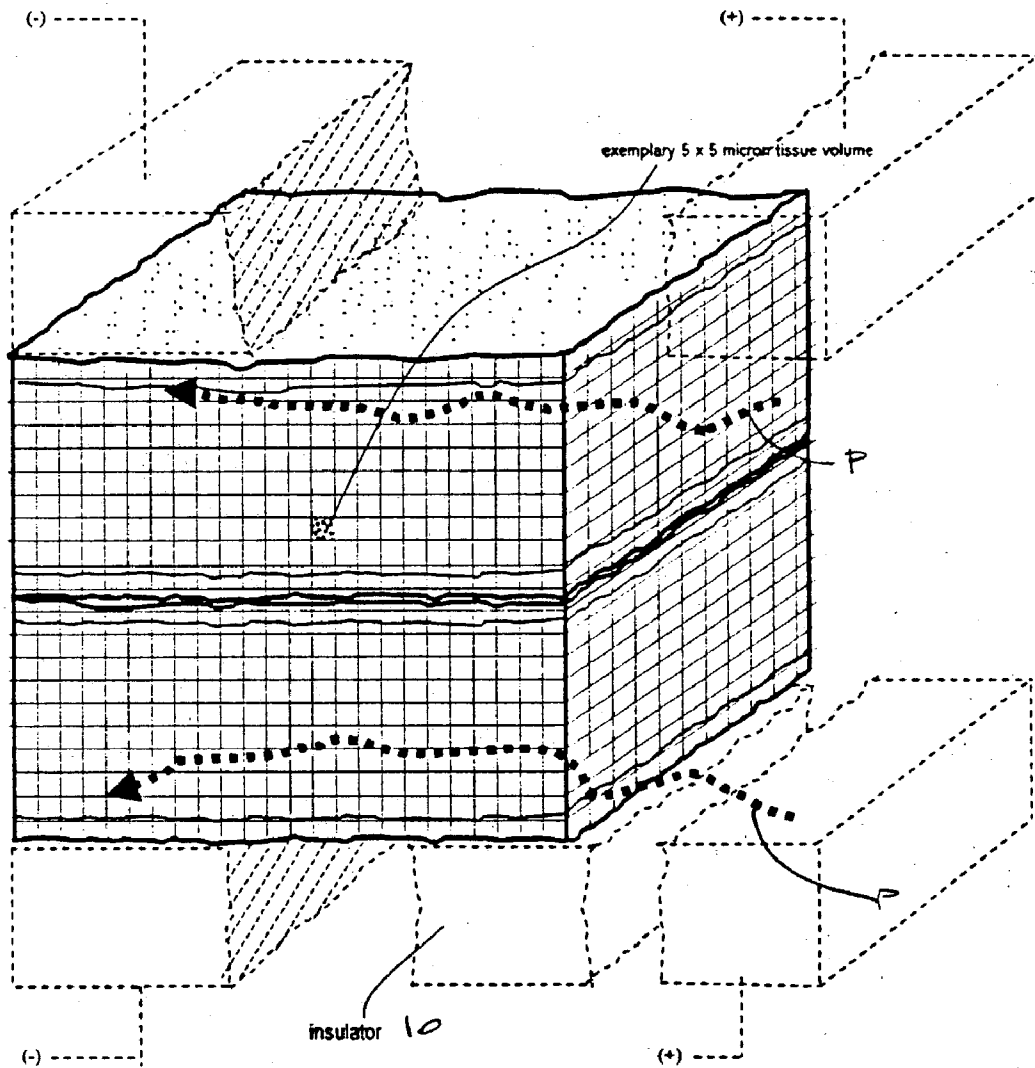 (-)
(+)
exemplary 5 x 5 micron tissue volume
P
P
insulator 10
(-)
(+)